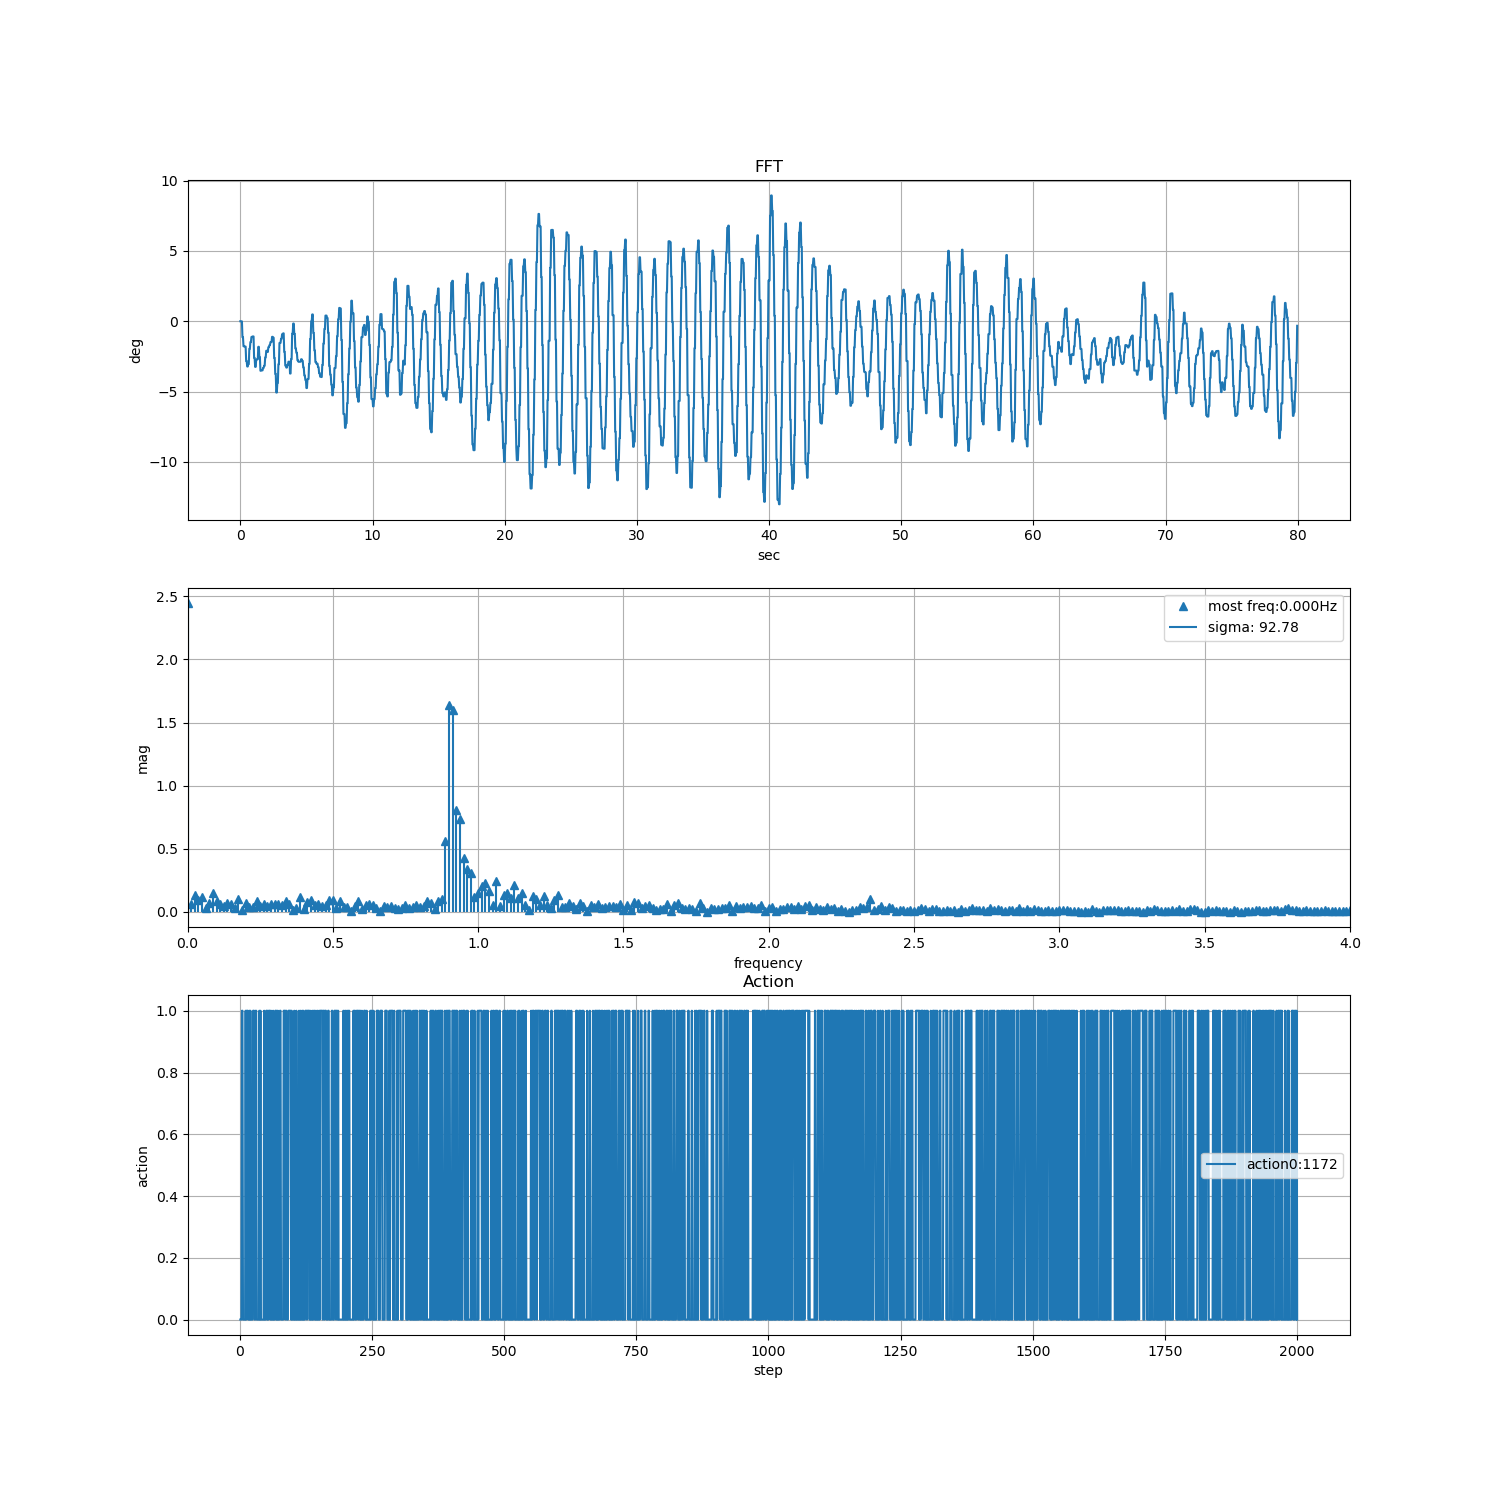 FFT
10
5
0
−5
−10
deg
0 10 20 30 40 50 60 70 80
sec
2.5
2.0
1.5
1.0
0.5
0.0
mag
most freq:0.000Hz
sigma: 92.78
0.0 0.5 1.0 1.5 2.0 2.5 3.0 3.5 4.0
frequency
Action
1.0
0.8
0.6
0.4
0.2
0.0
action
action0:1172
0 250 500 750 1000 1250 1500 1750 2000
step